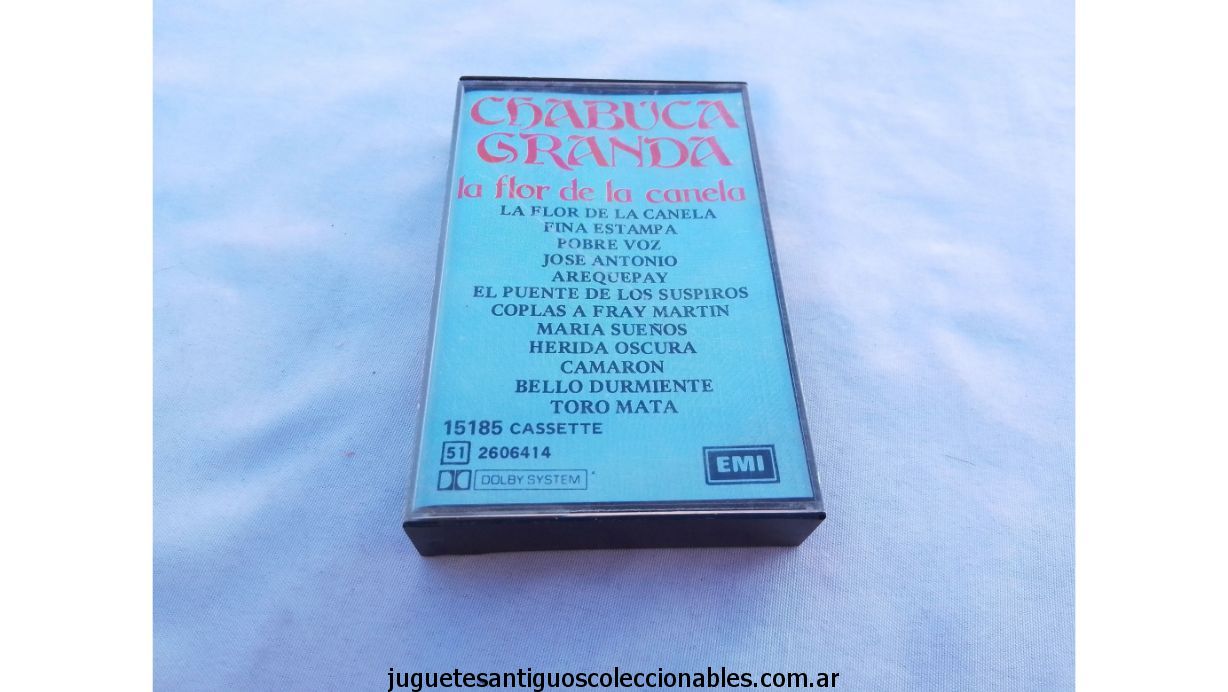 CHABUCA
GRANDA
la flor de la canela
LA FLOR DE LA CANELA
FINA ESTAMPA
POBRE VOZ
JOSE ANTONIO
AREQUEPAY
EL PUENTE DE LOS SUSPIROS
COPLAS A FRAY MARTIN
MARIA SUEÑOS
HERIDA OSCURA
CAMARON
BELLO DURMIENTE
TORO MATA
15185 CASSETTE
51 2606414
DOLBY SYSTEM
EMI
juguetesantiguoscoleccionables.com.ar